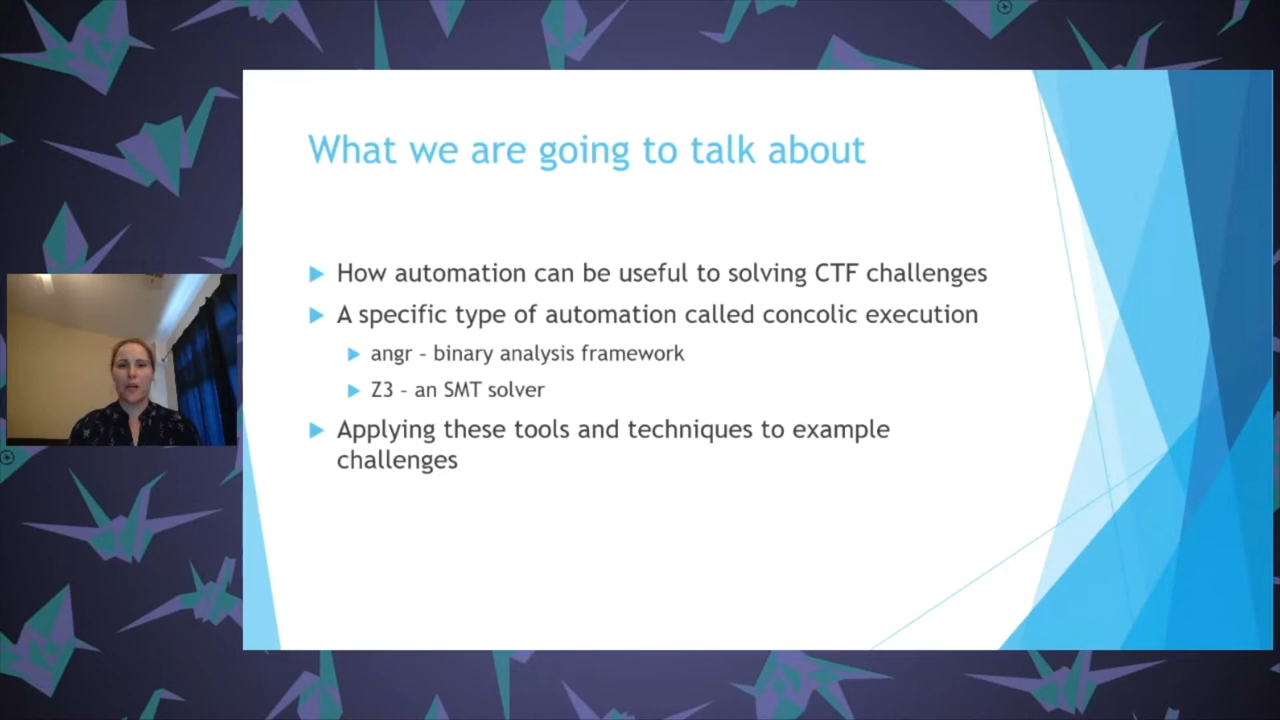 What we are going to talk about
How automation can be useful to solving CTF challenges
A specific type of automation called concolic execution
angr – binary analysis framework
Z3 – an SMT solver
Applying these tools and techniques to example
challenges